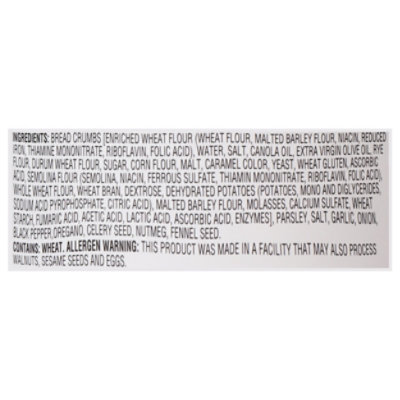 INGREDIENTS: BREAD CRUMBS [ENRICHED WHEAT FLOUR (WHEAT FLOUR, MALTED BARLEY FLOUR, NIACIN, REDUCED
IRON, THIAMINE MONONITRATE, RIBOFLAVIN, FOLIC ACID), WATER, SALT, CANOLA OIL, EXTRA VIRGIN OLIVE OIL, RYE
FLOUR, DURUM WHEAT FLOUR, SUGAR, CORN FLOUR, MALT, CARAMEL COLOR, YEAST, WHEAT GLUTEN, ASCORBIC
ACID, SEMOLINA FLOUR (SEMOLINA, NIACIN, FERROUS SULFATE, THIAMIN MONONITRATE, RIBOFLAVIN, FOLIC ACID),
WHOLE WHEAT FLOUR, WHEAT BRAN, DEXTROSE, DEHYDRATED POTATOES (POTATOES, MONO AND DIGLYCERIDES,
SODIUM ACID PYROPHOSPHATE, CITRIC ACID), MALTED BARLEY FLOUR, MOLASSES, CALCIUM SULFATE, WHEAT
STARCH, FUMARIC ACID, ACETIC ACID, LACTIC ACID, ASCORBIC ACID, ENZYMES], PARSLEY, SALT, GARLIC, ONION,
BLACK PEPPER, OREGANO, CELERY SEED, NUTMEG, FENNEL SEED.
CONTAINS: WHEAT. ALLERGEN WARNING: THIS PRODUCT WAS MADE IN A FACILITY THAT MAY ALSO PROCESS
WALNUTS, SESAME SEEDS AND EGGS.